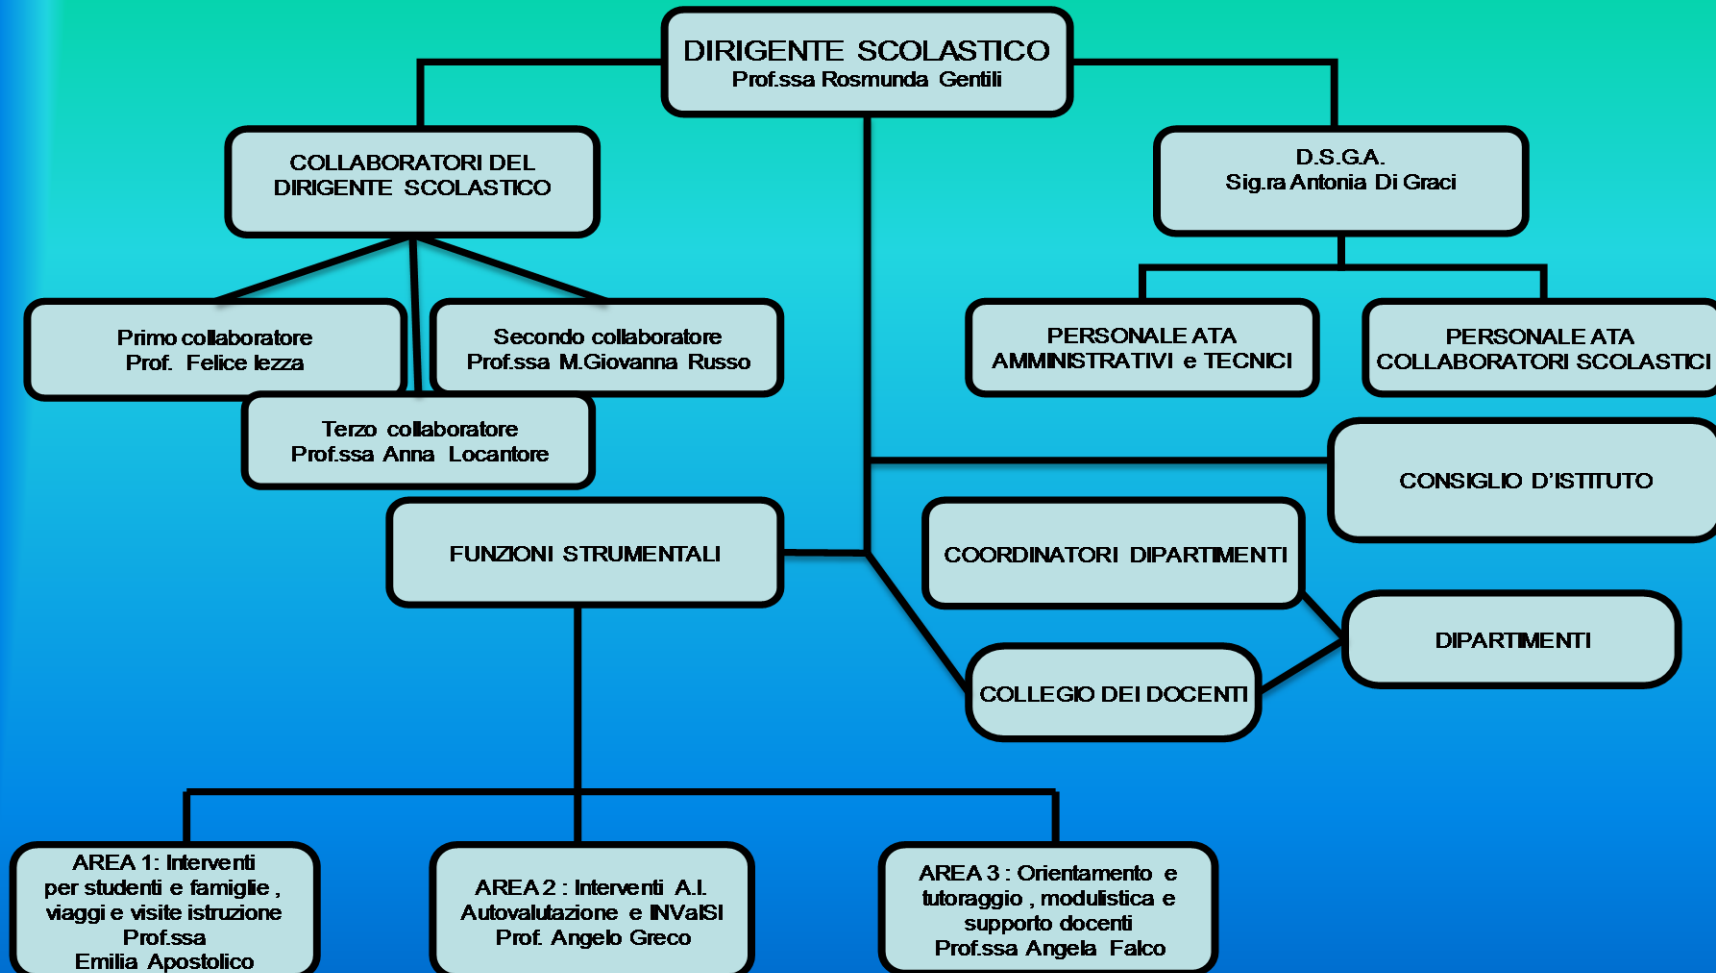 DIRIGENTE SCOLASTICO
Prof.ssa Rosmunda Gentili
COLLABORATORI DEL
DIRIGENTE SCOLASTICO
D.S.G.A.
Sig.ra Antonia Di Graci
Primo collaboratore
Prof. Felice Iezza
Secondo collaboratore
Prof.ssa M.Giovanna Russo
Terzo collaboratore
Prof.ssa Anna Locantore
PERSONALE ATA
AMMINISTRATIVI e TECNICI
PERSONALE ATA
COLLABORATORI SCOLASTICI
CONSIGLIO D'ISTITUTO
FUNZIONI STRUMENTALI
COORDINATORI DIPARTIMENTI
DIPARTIMENTI
COLLEGIO DEI DOCENTI
AREA 1: Interventi
per studenti e famiglie ,
viaggi e visite istruzione
Prof.ssa
Emilia Apostolico
AREA 2 : Interventi A.I.
Autovalutazione e INValSI
Prof. Angelo Greco
AREA 3 : Orientamento e
tutoraggio , modulistica e
supporto docenti
Prof.ssa Angela Falco